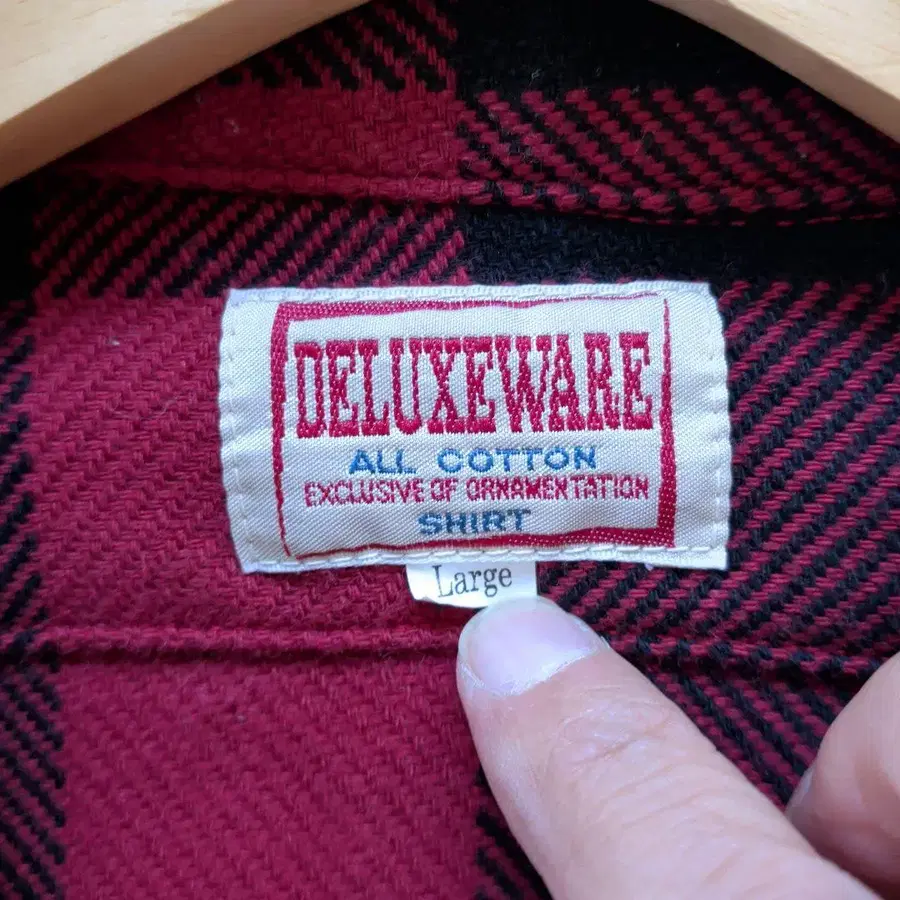 DELUXEWARE
ALL COTTON
EXCLUSIVE OF ORNAMENTATION
SHIRT
Large